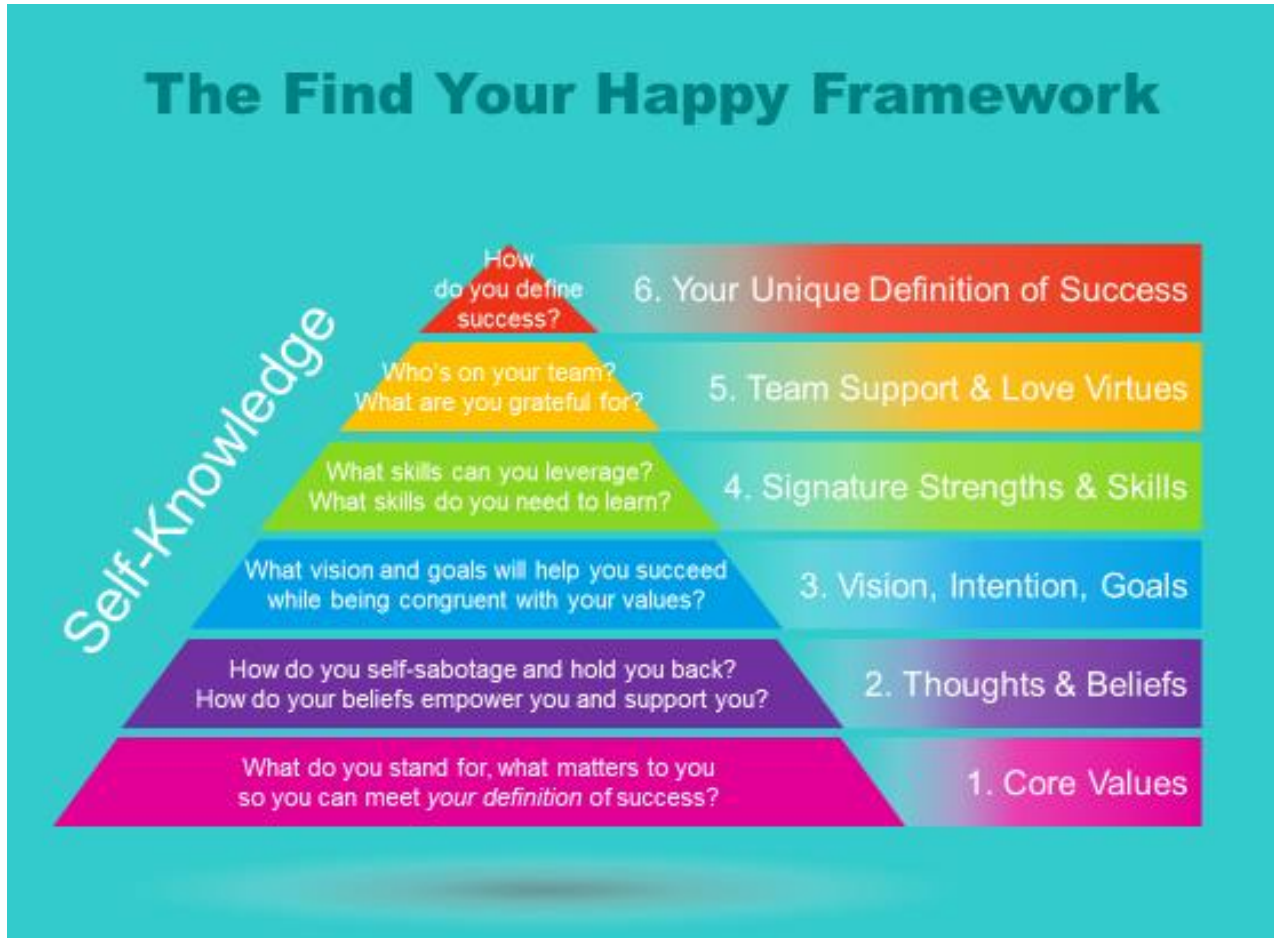 The Find Your Happy Framework
Self-Knowledge
How
do you define
success?
6. Your Unique Definition of Success
Who's on your team?
What are you grateful for?
5. Team Support & Love Virtues
What skills can you leverage?
What skills do you need to learn?
4. Signature Strengths & Skills
What vision and goals will help you succeed
while being congruent with your values?
3. Vision, Intention, Goals
How do you self-sabotage and hold you back?
How do your beliefs empower you and support you?
2. Thoughts & Beliefs
What do you stand for, what matters to you
so you can meet your definition of success?
1. Core Values